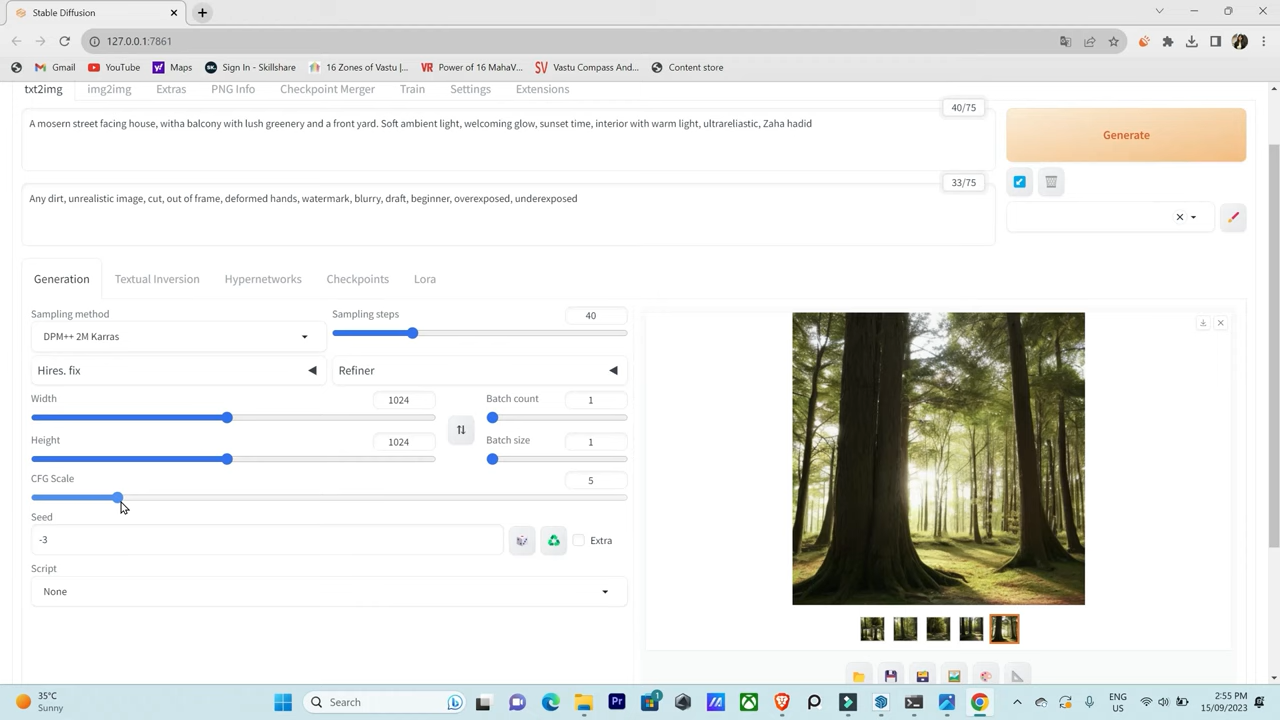 Stable Diffusion
127.0.0.1:7861
Gmail YouTube Maps Sign In - Skillshare 16 Zones of Vastu |... Power of 16 MahaV... Vastu Compass And... Content store
txt2img img2img Extras PNG Info Checkpoint Merger Train Settings Extensions
40/75
A mosern street facing house, witha balcony with lush greenery and a front yard. Soft ambient light, welcoming glow, sunset time, interior with warm light, ultrareliastic, Zaha hadid
Generate
33/75
Any dirt, unrealistic image, cut, out of frame, deformed hands, watermark, blurry, draft, beginner, overexposed, underexposed
Generation Textual Inversion Hypernetworks Checkpoints Lora
Sampling method
DPM++ 2M Karras
Sampling steps
40
Hires. fix
Refiner
Width
1024
Batch count
1
Height
1024
Batch size
1
CFG Scale
5
Seed
-3
Extra
Script
None
35°C
Sunny
Search
ENG
US
2:55 PM
15/09/2023